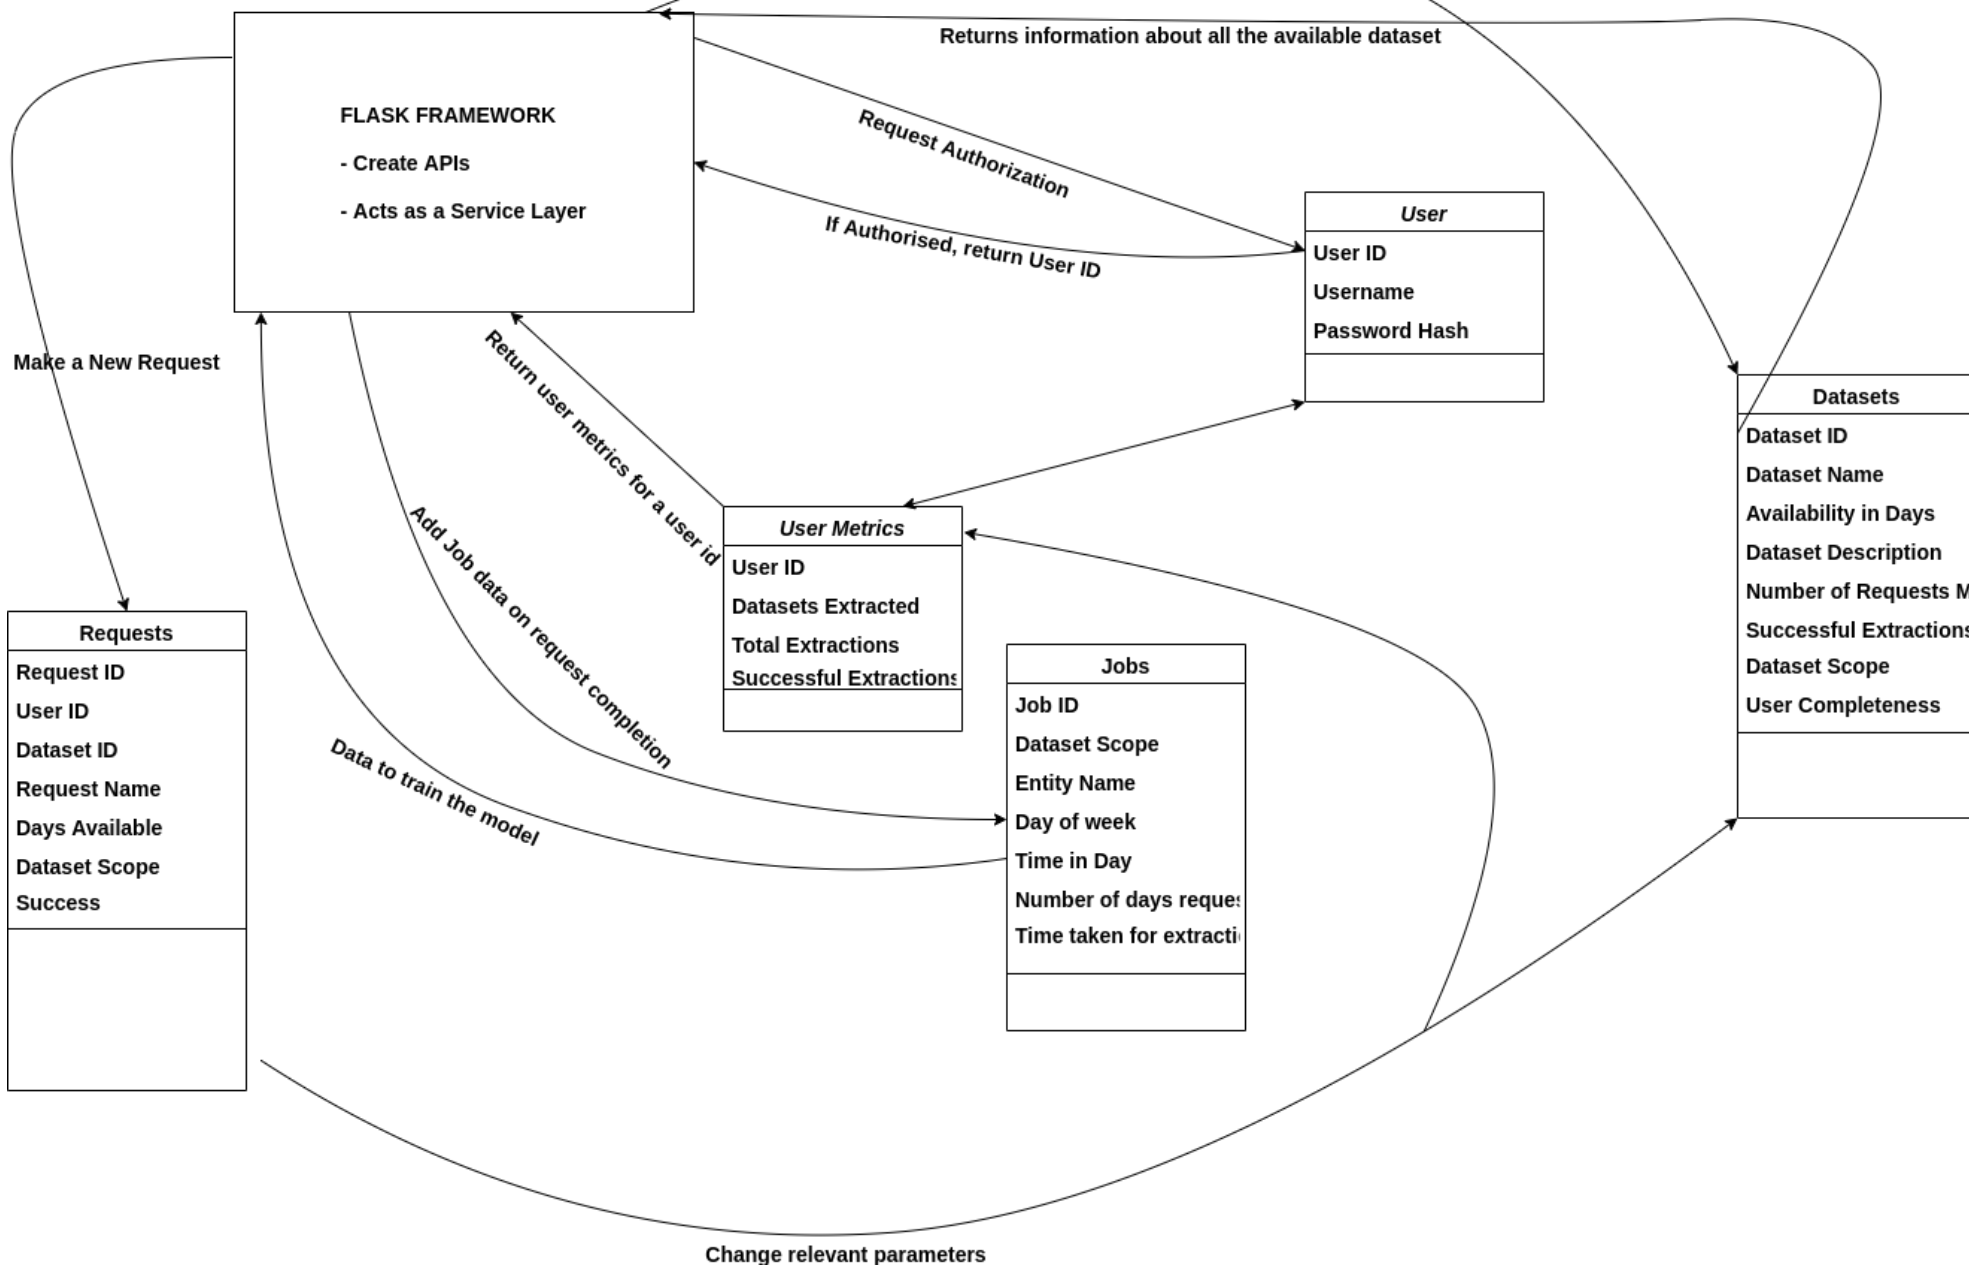 Returns information about all the available dataset
FLASK FRAMEWORK
- Create APIs
- Acts as a Service Layer
Request Authorization
If Authorised, return User ID
User
User ID
Username
Password Hash
Make a New Request
Return user metrics for a user id
Add Job data on request completion
Data to train the model
Datasets
Dataset ID
Dataset Name
Availability in Days
Dataset Description
Number of Requests
Successful Extractions
Dataset Scope
User Completeness
User Metrics
User ID
Datasets Extracted
Total Extractions
Successful Extractions
Requests
Request ID
User ID
Dataset ID
Request Name
Days Available
Dataset Scope
Success
Jobs
Job ID
Dataset Scope
Entity Name
Day of week
Time in Day
Number of days
Time taken for
Change relevant parameters